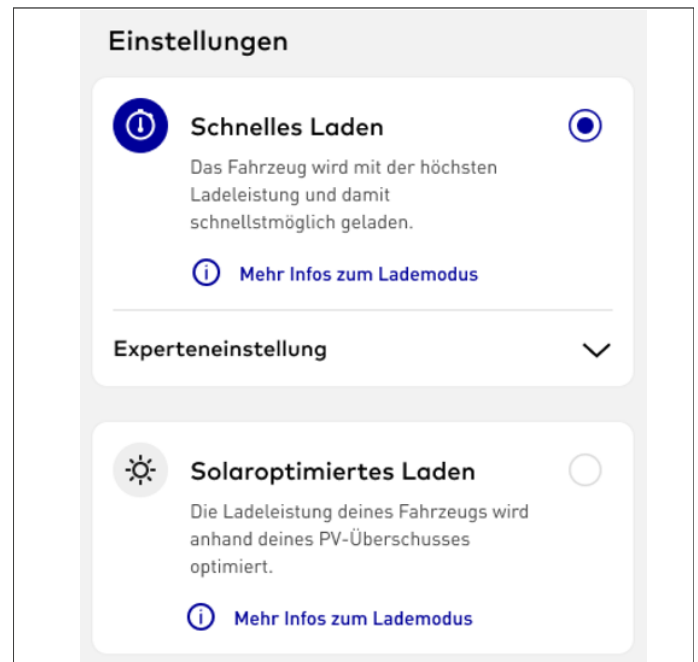 Einstellungen
Schnelles Laden
Das Fahrzeug wird mit der höchsten
Ladeleistung und damit
schnellstmöglich geladen.
Mehr Infos zum Lademodus
Experteneinstellung
Solaroptimiertes Laden
Die Ladeleistung deines Fahrzeugs wird
anhand deines PV-Überschusses
optimiert.
Mehr Infos zum Lademodus